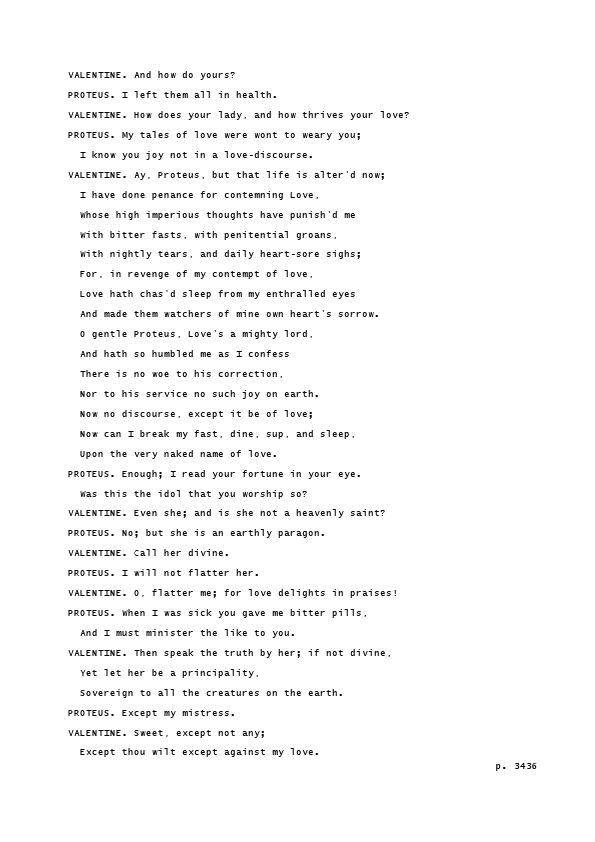 VALENTINE. And how do yours?
PROTEUS. I left them all in health.
VALENTINE. How does your lady, and how thrives your love?
PROTEUS. My tales of love were wont to weary you;
I know you joy not in a love-discourse.
VALENTINE. Ay, Proteus, but that life is alter'd now;
I have done penance for contemning Love,
Whose high imperious thoughts have punish'd me
With bitter fasts, with penitential groans,
With nightly tears, and daily heart-sore sighs;
For, in revenge of my contempt of love,
Love hath chas'd sleep from my enthralled eyes
And made them watchers of mine own heart's sorrow.
O gentle Proteus, Love's a mighty lord,
And hath so humbled me as I confess
There is no woe to his correction,
Nor to his service no such joy on earth.
Now no discourse, except it be of love;
Now can I break my fast, dine, sup, and sleep,
Upon the very naked name of love.
PROTEUS. Enough; I read your fortune in your eye.
Was this the idol that you worship so?
VALENTINE. Even she; and is she not a heavenly saint?
PROTEUS. No; but she is an earthly paragon.
VALENTINE. Call her divine.
PROTEUS. I will not flatter her.
VALENTINE. O, flatter me; for love delights in praises!
PROTEUS. When I was sick you gave me bitter pills,
And I must minister the like to you.
VALENTINE. Then speak the truth by her; if not divine,
Yet let her be a principality,
Sovereign to all the creatures on the earth.
PROTEUS. Except my mistress.
VALENTINE. Sweet, except not any;
Except thou wilt except against my love.
p. 3436